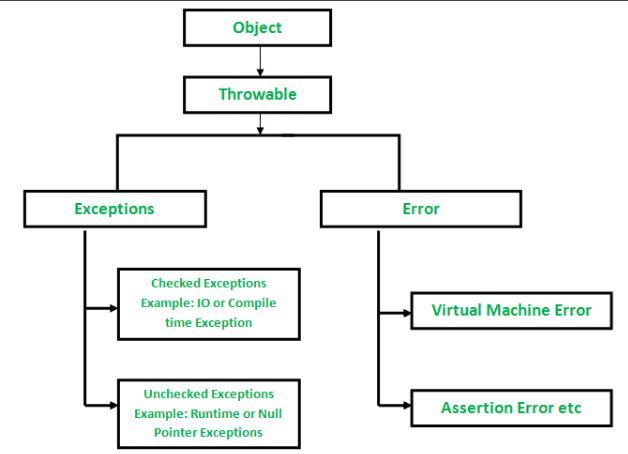 Object
Throwable
Exceptions
Error
Checked Exceptions
Example: IO or Compile
time Exception
Virtual Machine Error
Unchecked Exceptions
Example: Runtime or Null
Pointer Exceptions
Assertion Error etc